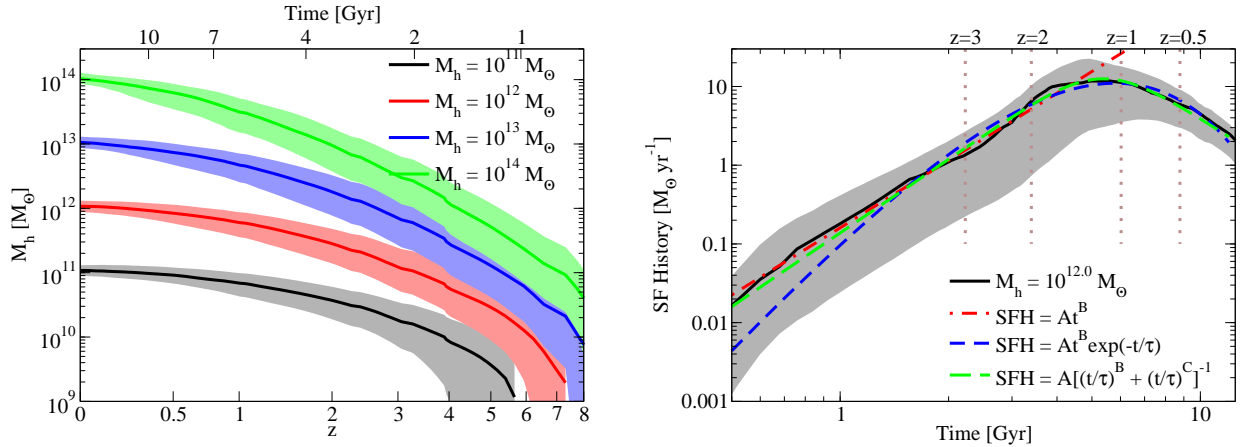 Time [Gyr]
10 7 4 2 1
10^14
10^13
10^12
10^11
10^10
10^9
M_h [M_⊙]
M_h = 10^11 M_⊙
M_h = 10^12 M_⊙
M_h = 10^13 M_⊙
M_h = 10^14 M_⊙
0 0.5 1 2 3 4 5 6 7 8
z
z=3 z=2 z=1 z=0.5
10
1
0.1
0.01
0.001
SF History [M_⊙ yr^-1]
M_h = 10^12.0 M_⊙
SFH = At^B
SFH = At^B exp(-t/τ)
SFH = A[(t/τ)^B + (t/τ)^C]^-1
1 10
Time [Gyr]